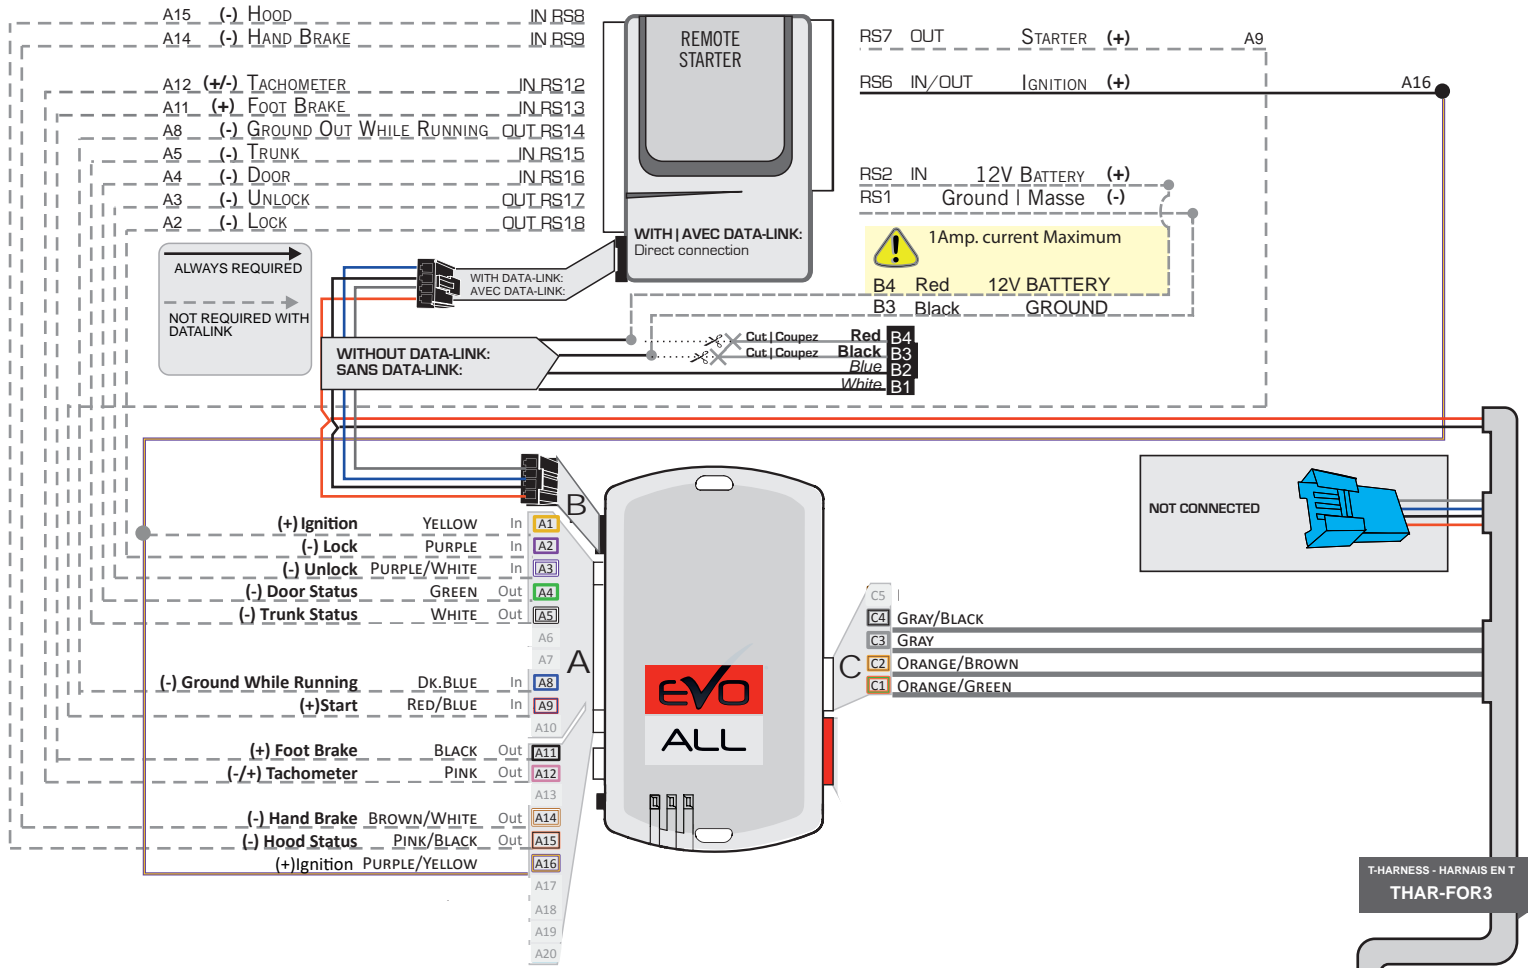 A15 (-) HOOD IN RS8
A14 (-) HAND BRAKE IN RS9
A12 (+/-) TACHOMETER IN RS12
A11 (+) FOOT BRAKE IN RS13
A8 (-) GROUND OUT WHILE RUNNING OUT RS14
A5 (-) TRUNK IN RS15
A4 (-) DOOR IN RS16
A3 (-) UNLOCK OUT RS17
A2 (-) LOCK OUT RS18
REMOTE
STARTER
WITH | AVEC DATA-LINK:
Direct connection
RS7 OUT STARTER (+) A9
RS6 IN/OUT IGNITION (+) A16
RS2 IN 12V BATTERY (+)
RS1 Ground | Masse (-)
1Amp. current Maximum
B4 Red 12V BATTERY
B3 Black GROUND
ALWAYS REQUIRED
NOT REQUIRED WITH
DATALINK
WITH DATA-LINK:
AVEC DATA-LINK:
WITHOUT DATA-LINK:
SANS DATA-LINK:
Cut | Coupez Red B4
Cut | Coupez Black B3
Blue B2
White B1
NOT CONNECTED
B
(+) Ignition YELLOW In A1
(-) Lock PURPLE In A2
(-) Unlock PURPLE/WHITE In A3
(-) Door Status GREEN Out A4
(-) Trunk Status WHITE Out A5
A6
A7
A
(-) Ground While Running DK.BLUE In A8
(+)Start RED/BLUE In A9
A10
(+) Foot Brake BLACK Out A11
(-/+) Tachometer PINK Out A12
A13
(-) Hand Brake BROWN/WHITE Out A14
(-) Hood Status PINK/BLACK Out A15
(+)Ignition PURPLE/YELLOW A16
A17
A18
A19
A20
EVO
ALL
C
C5
C4 GRAY/BLACK
C3 GRAY
C2 ORANGE/BROWN
C1 ORANGE/GREEN
T-HARNESS - HARNAIS EN T
THAR-FOR3